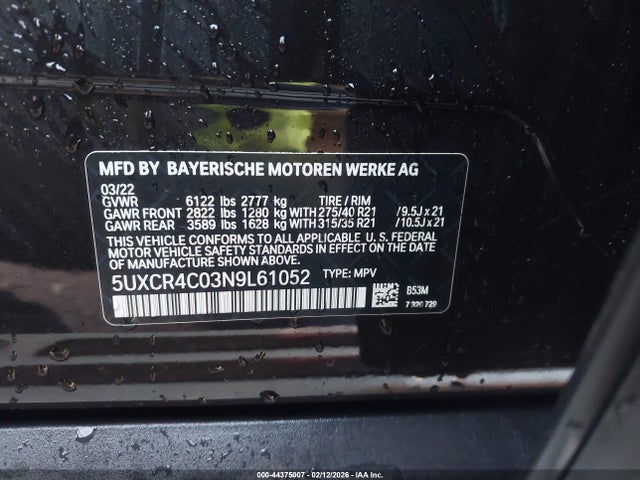 MFD BY BAYERISCHE MOTOREN WERKE AG
03/22
GVWR 6122 lbs 2777 kg TIRE / RIM
GAWR FRONT 2822 lbs 1280 kg WITH 275/40 R21 /9.5J x 21
GAWR REAR 3589 lbs 1628 kg WITH 315/35 R21 /10.5J x 21
THIS VEHICLE CONFORMS TO ALL APPLICABLE U.S. FEDERAL
MOTOR VEHICLE SAFETY STANDARDS IN EFFECT ON THE
DATE OF MANUFACTURE SHOWN ABOVE.
5UXCR4C03N9L61052 TYPE: MPV
B53M
7 320 729
000-44375007 - 02/12/2026 - IAA Inc.